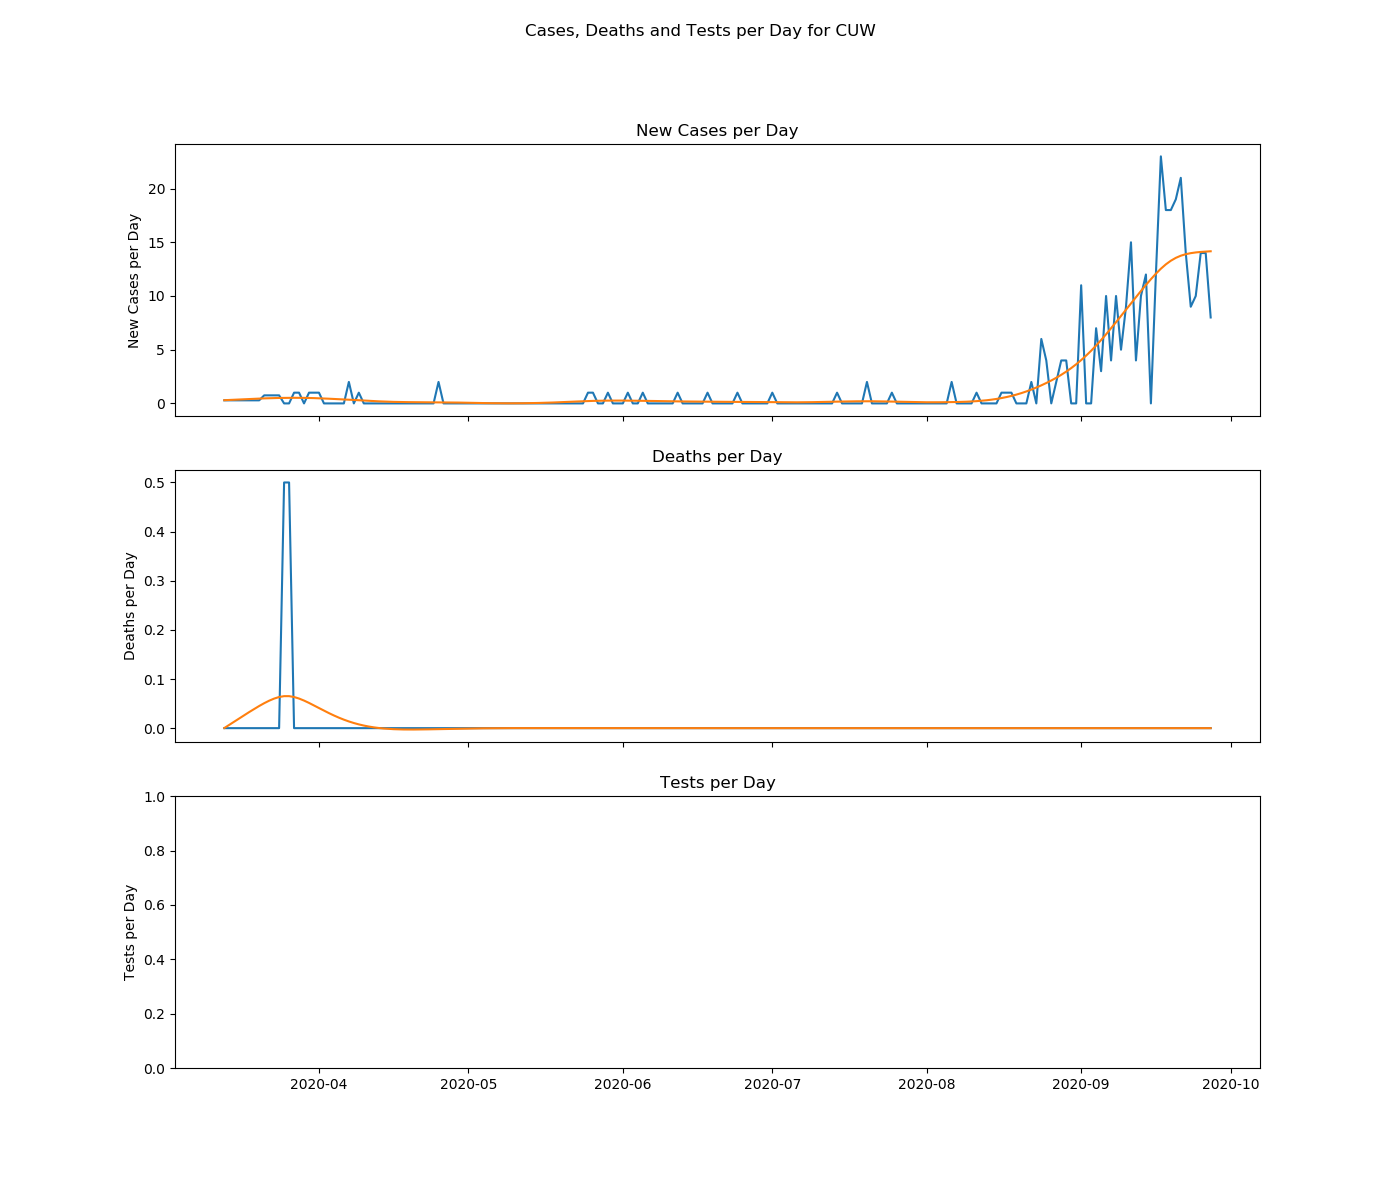 Cases, Deaths and Tests per Day for CUW
New Cases per Day
New Cases per Day
20
15
10
5
0
Deaths per Day
Deaths per Day
0.5
0.4
0.3
0.2
0.1
0.0
Tests per Day
Tests per Day
1.0
0.8
0.6
0.4
0.2
0.0
2020-04 2020-05 2020-06 2020-07 2020-08 2020-09 2020-10